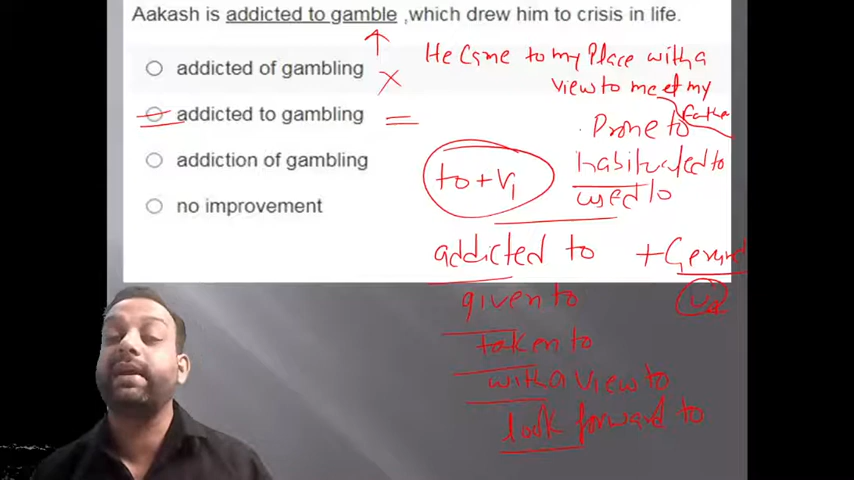 Aakash is addicted to gamble ,which drew him to crisis in life.
addicted of gambling
addicted to gambling
addiction of gambling
no improvement
He Came to my Place with a
view to meet my
Father
Prone to
habituated to
used to
to + V1
addicted to + Gerund
given to
taken to
with a view to
look forward to